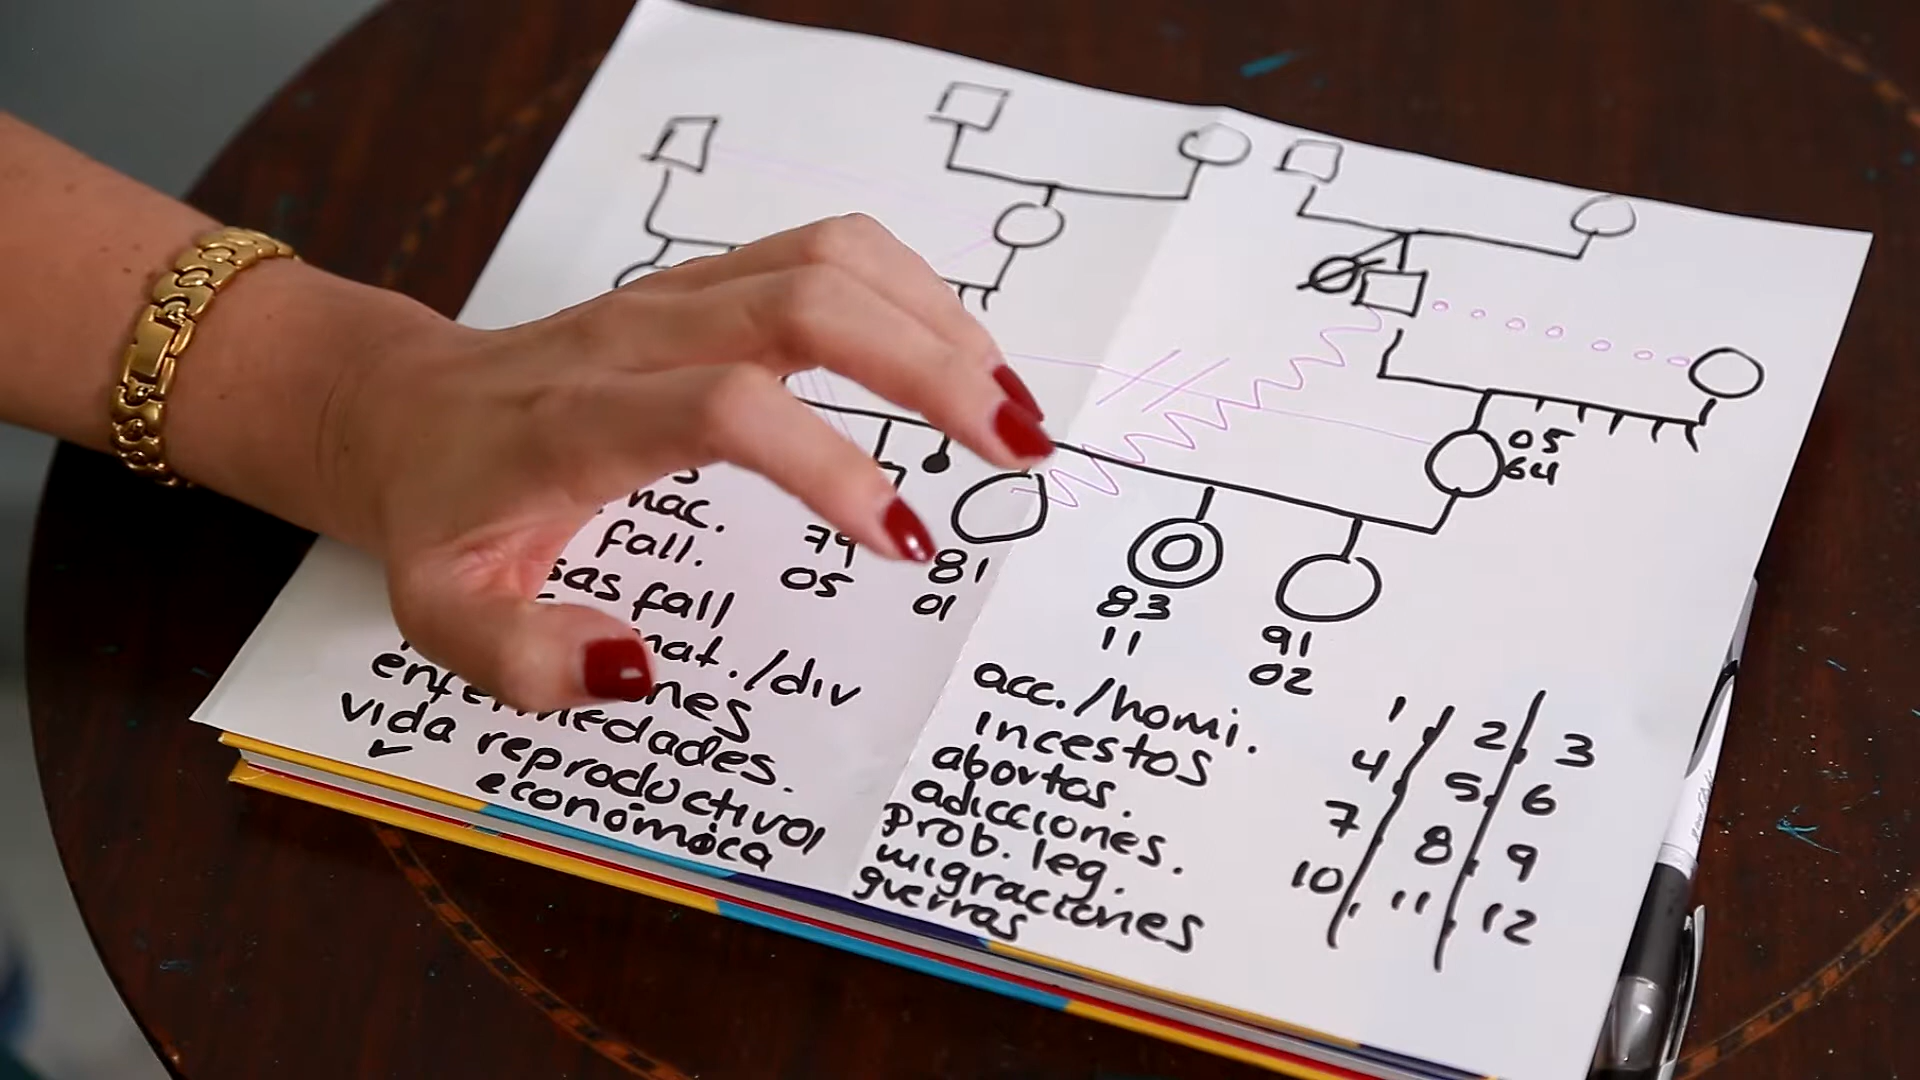 05
64
79
05
81
01
83
11
91
02
nac.
fall.
fall
mat./div
enfermedades.
vida reproductiva
económica
acc./homi.
incestos
abortos.
adicciones.
prob. leg.
migraciones
guerras
1 2 3
4 5 6
7 8 9
10 11 12